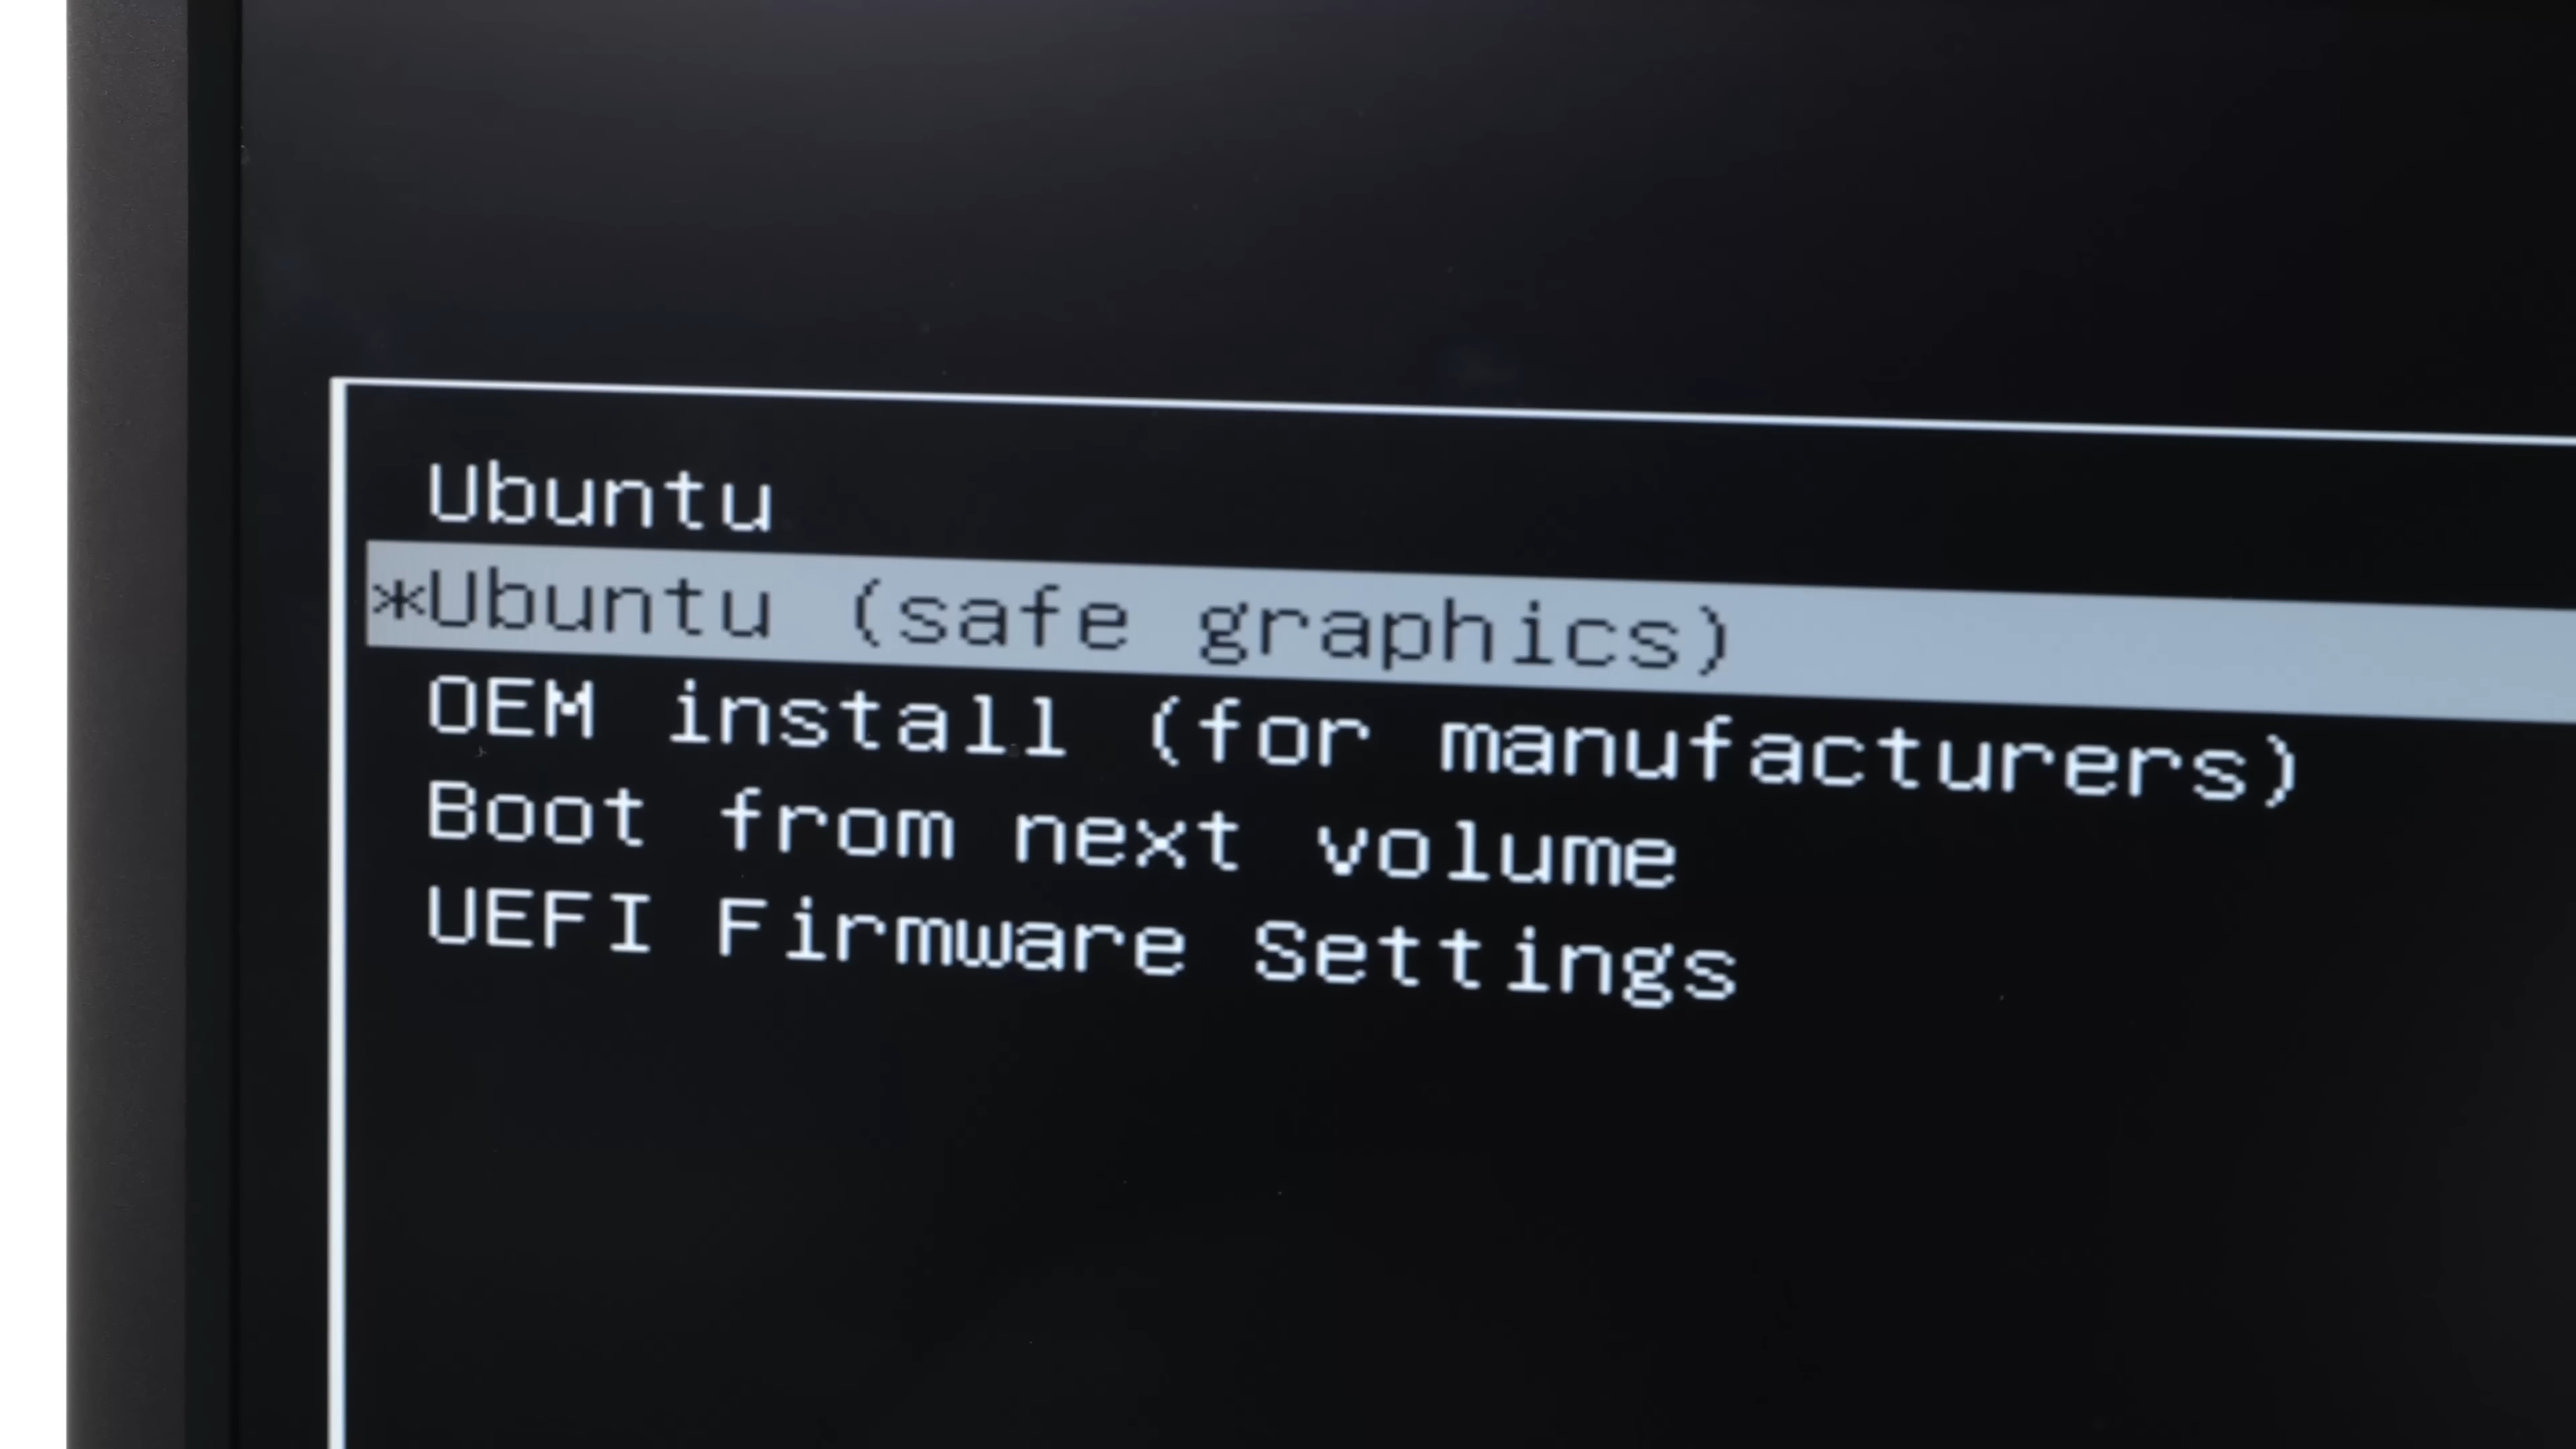 Ubuntu
*Ubuntu (safe graphics)
OEM install (for manufacturers)
Boot from next volume
UEFI Firmware Settings